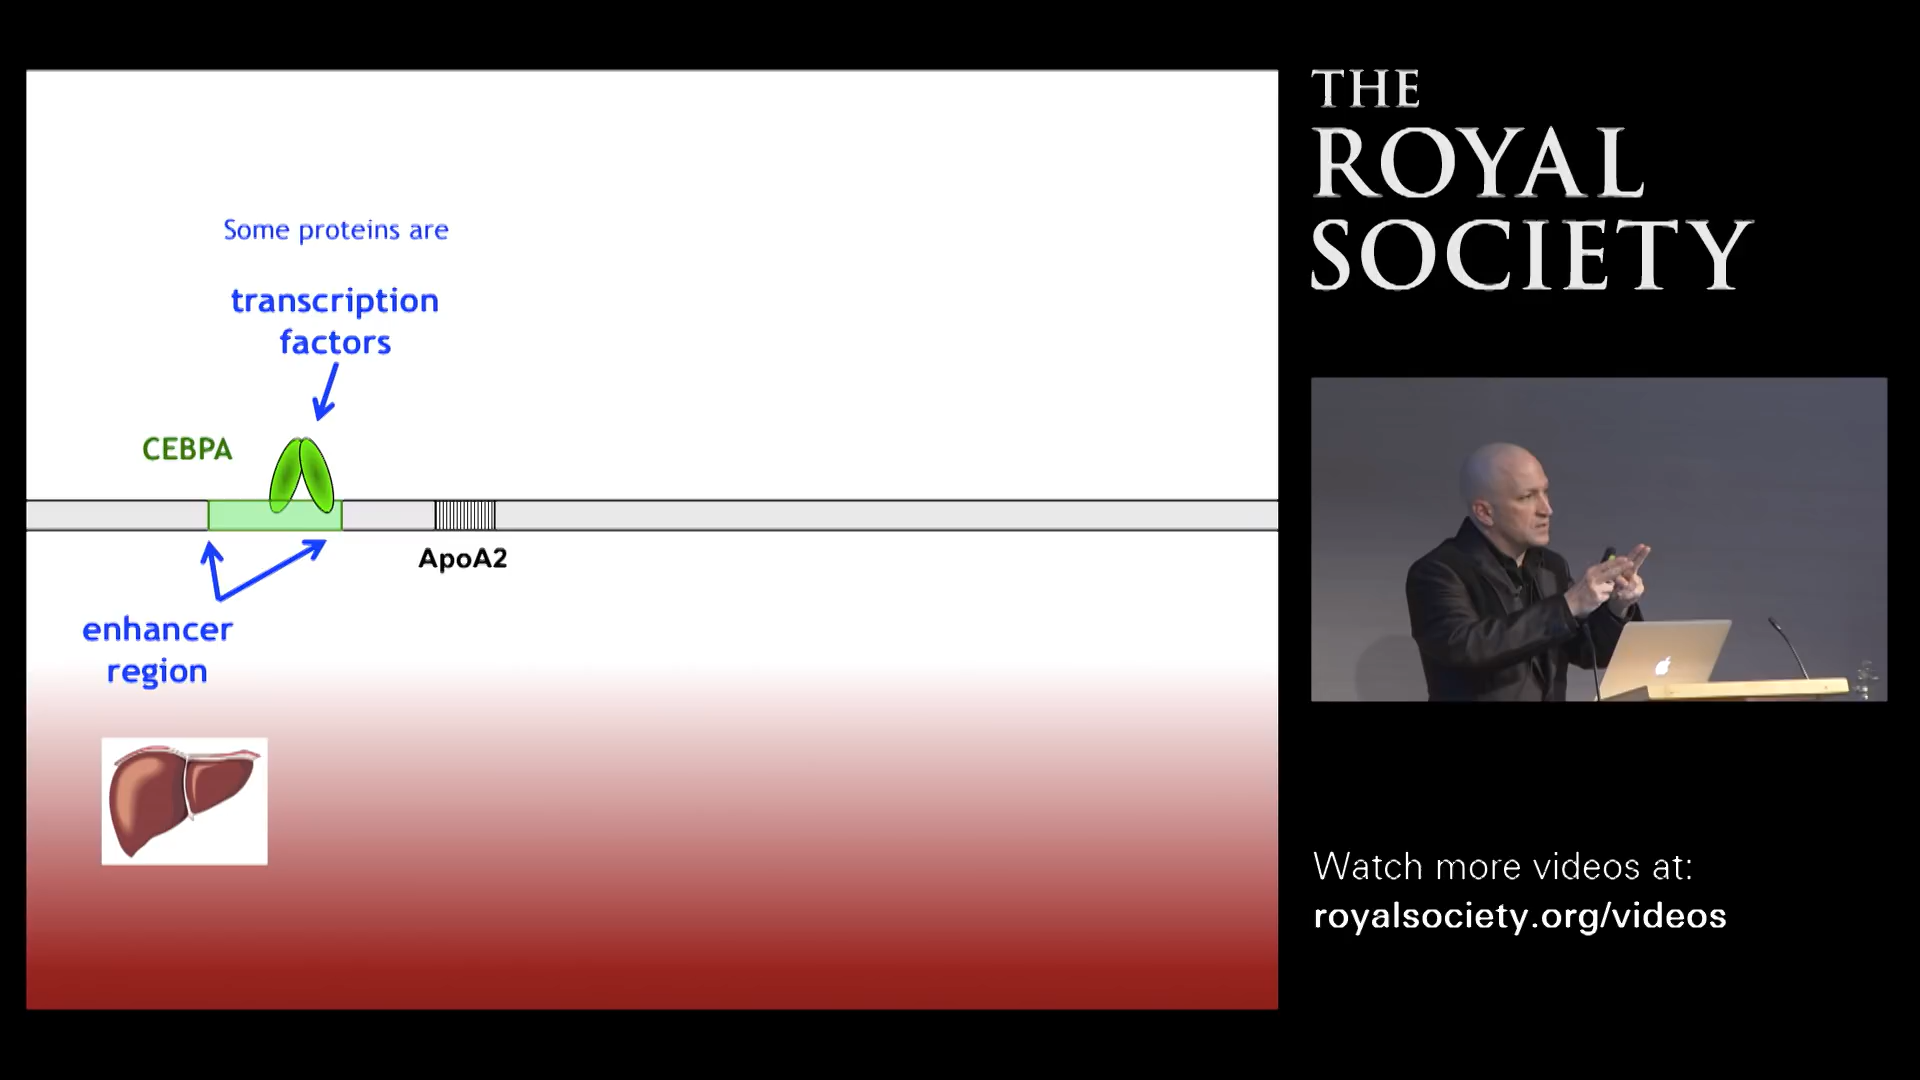 Some proteins are
transcription
factors
CEBPA
ApoA2
enhancer
region
THE
ROYAL
SOCIETY
Watch more videos at:
royalsociety.org/videos